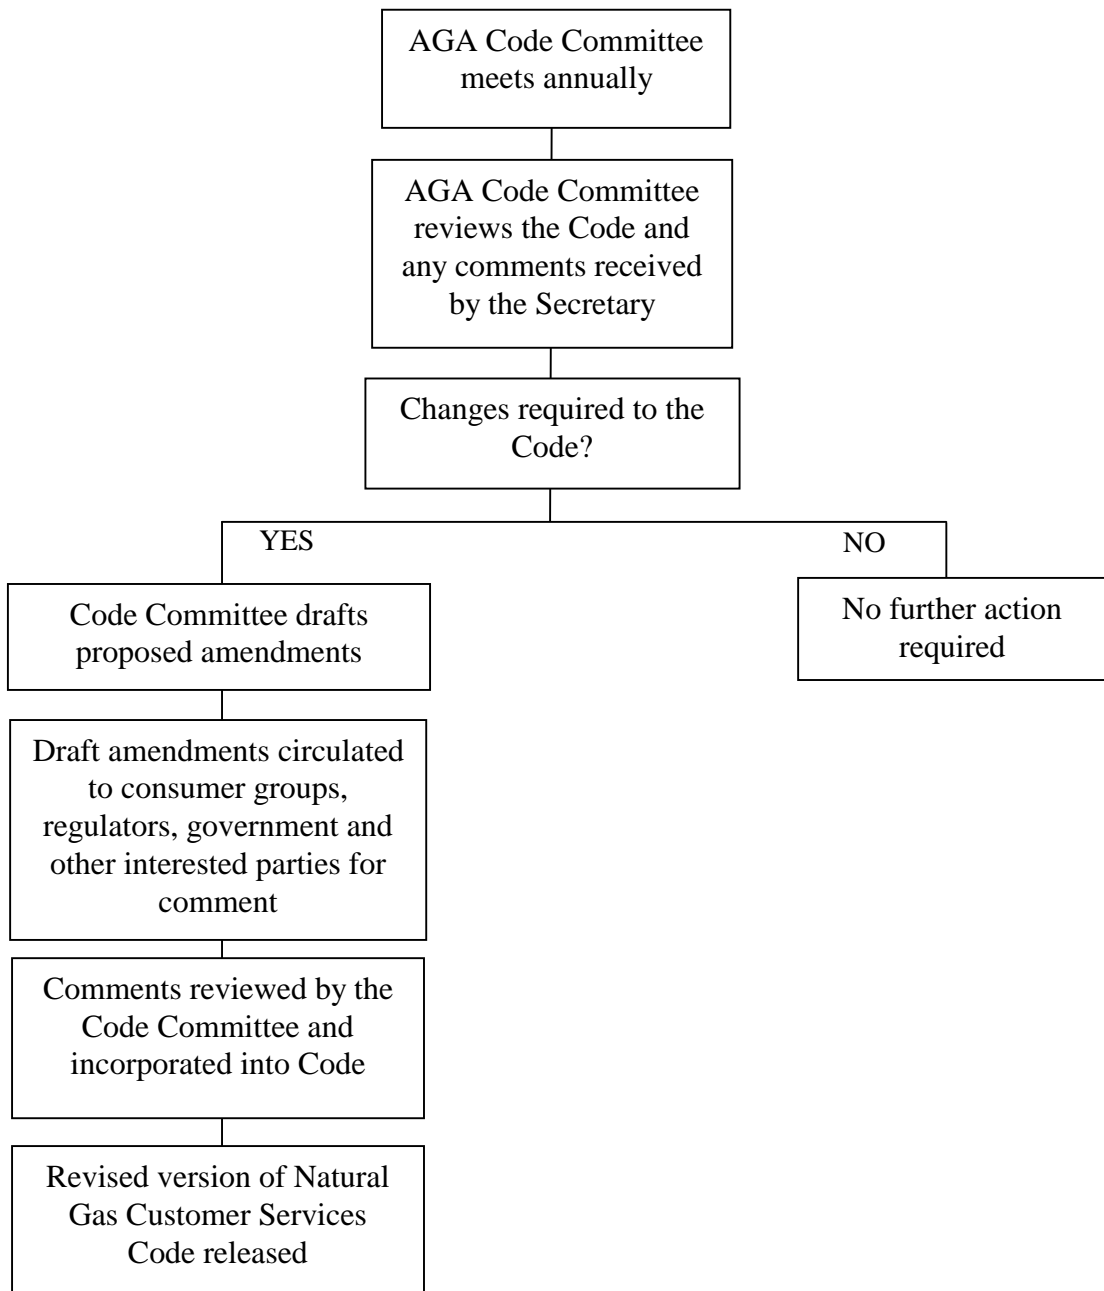 AGA Code Committee
meets annually
AGA Code Committee
reviews the Code and
any comments received
by the Secretary
Changes required to the
Code?
YES
NO
Code Committee drafts
proposed amendments
No further action
required
Draft amendments circulated
to consumer groups,
regulators, government and
other interested parties for
comment
Comments reviewed by the
Code Committee and
incorporated into Code
Revised version of Natural
Gas Customer Services
Code released